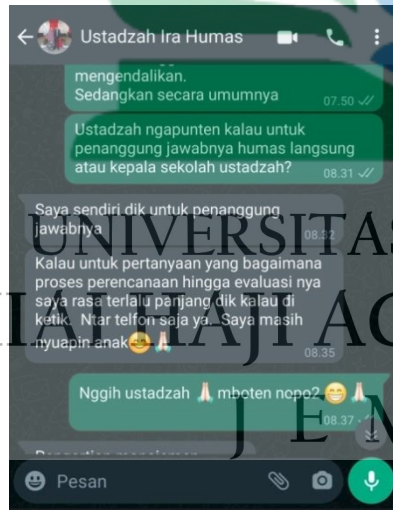 Ustadzah Ira Humas
mengendalikan.
Sedangkan secara umumnya
07.50
Ustadzah ngapunten kalau untuk
penanggung jawabnya humas langsung
atau kepala sekolah ustadzah?
08.31
Saya sendiri dik untuk penanggung
jawabnya
08.32
Kalau untuk pertanyaan yang bagaimana
proses perencanaan hingga evaluasi nya
saya rasa terlalu panjang dik kalau di
ketik. Ntar telfon saja ya. Saya masih
nyuapin anak😅🙏🏻
08.35
Nggih ustadzah 🙏🏻 mboten nopo2 😁🙏🏻
08.37
Pesan
UNIVERSITAS
HAJI AC
J E M